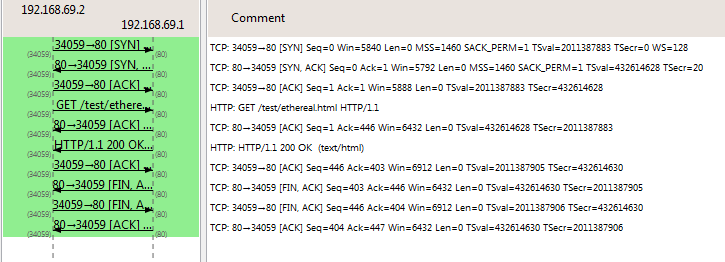 192.168.69.2
192.168.69.1
Comment
(34059) 34059→80 [SYN] ... (80) TCP: 34059→80 [SYN] Seq=0 Win=5840 Len=0 MSS=1460 SACK_PERM=1 TSval=2011387883 TSecr=0 WS=128
(34059) 80→34059 [SYN, ... (80) TCP: 80→34059 [SYN, ACK] Seq=0 Ack=1 Win=5792 Len=0 MSS=1460 SACK_PERM=1 TSval=432614628 TSecr=20
(34059) 34059→80 [ACK] ... (80) TCP: 34059→80 [ACK] Seq=1 Ack=1 Win=5888 Len=0 TSval=2011387883 TSecr=432614628
(34059) GET /test/ethere... (80) HTTP: GET /test/ethereal.html HTTP/1.1
(34059) 80→34059 [ACK] ... (80) TCP: 80→34059 [ACK] Seq=1 Ack=446 Win=6432 Len=0 TSval=432614628 TSecr=2011387883
(34059) HTTP/1.1 200 OK... (80) HTTP: HTTP/1.1 200 OK (text/html)
(34059) 34059→80 [ACK] ... (80) TCP: 34059→80 [ACK] Seq=446 Ack=403 Win=6912 Len=0 TSval=2011387905 TSecr=432614630
(34059) 80→34059 [FIN, A... (80) TCP: 80→34059 [FIN, ACK] Seq=403 Ack=446 Win=6432 Len=0 TSval=432614630 TSecr=2011387905
(34059) 34059→80 [FIN, A... (80) TCP: 34059→80 [FIN, ACK] Seq=446 Ack=404 Win=6912 Len=0 TSval=2011387906 TSecr=432614630
(34059) 80→34059 [ACK] ... (80) TCP: 80→34059 [ACK] Seq=404 Ack=447 Win=6432 Len=0 TSval=432614630 TSecr=2011387906